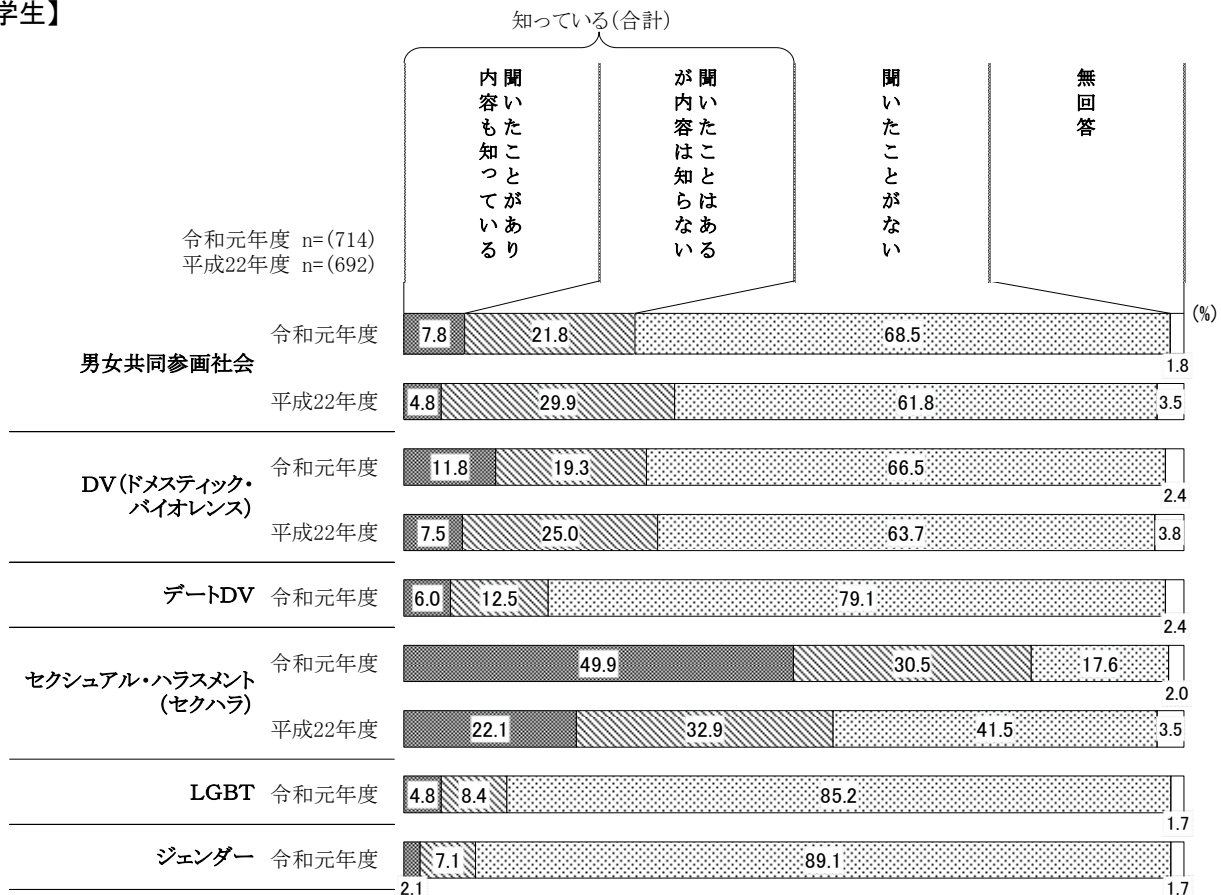 学生】
知っている(合計)
聞いたことがあり
内容も知っている
聞いたことはある
が内容は知らない
聞いたことがない
無回答
令和元年度 n=(714)
平成22年度 n=(692)
(%)
男女共同参画社会
令和元年度 7.8 21.8 68.5 1.8
平成22年度 4.8 29.9 61.8 3.5
DV(ドメスティック・
バイオレンス)
令和元年度 11.8 19.3 66.5 2.4
平成22年度 7.5 25.0 63.7 3.8
デートDV 令和元年度 6.0 12.5 79.1 2.4
セクシュアル・ハラスメント
(セクハラ)
令和元年度 49.9 30.5 17.6 2.0
平成22年度 22.1 32.9 41.5 3.5
LGBT 令和元年度 4.8 8.4 85.2 1.7
ジェンダー 令和元年度 2.1 7.1 89.1 1.7